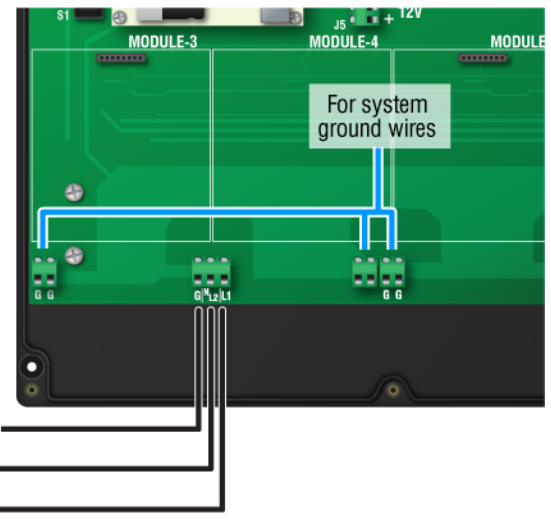 S1
J5
+ 12V
MODULE-3
MODULE-4
MODULE
For system
ground wires
G G
G N L2 L1
G G